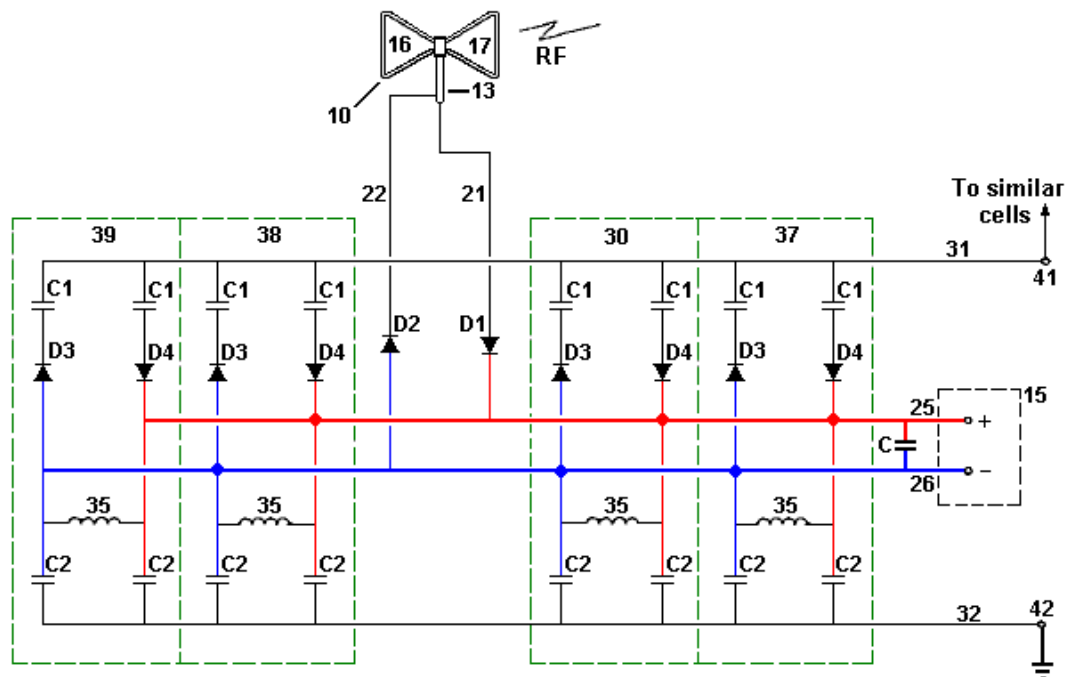 16 17
RF
10
13
22 21
To similar
cells
39 38 30 37
31
41
C1 C1 C1 C1 C1 C1 C1 C1
D2 D1
D3 D4 D3 D4 D3 D4 D3 D4
15
25 +
C
26 −
35 35 35 35
C2 C2 C2 C2 C2 C2 C2 C2
32 42